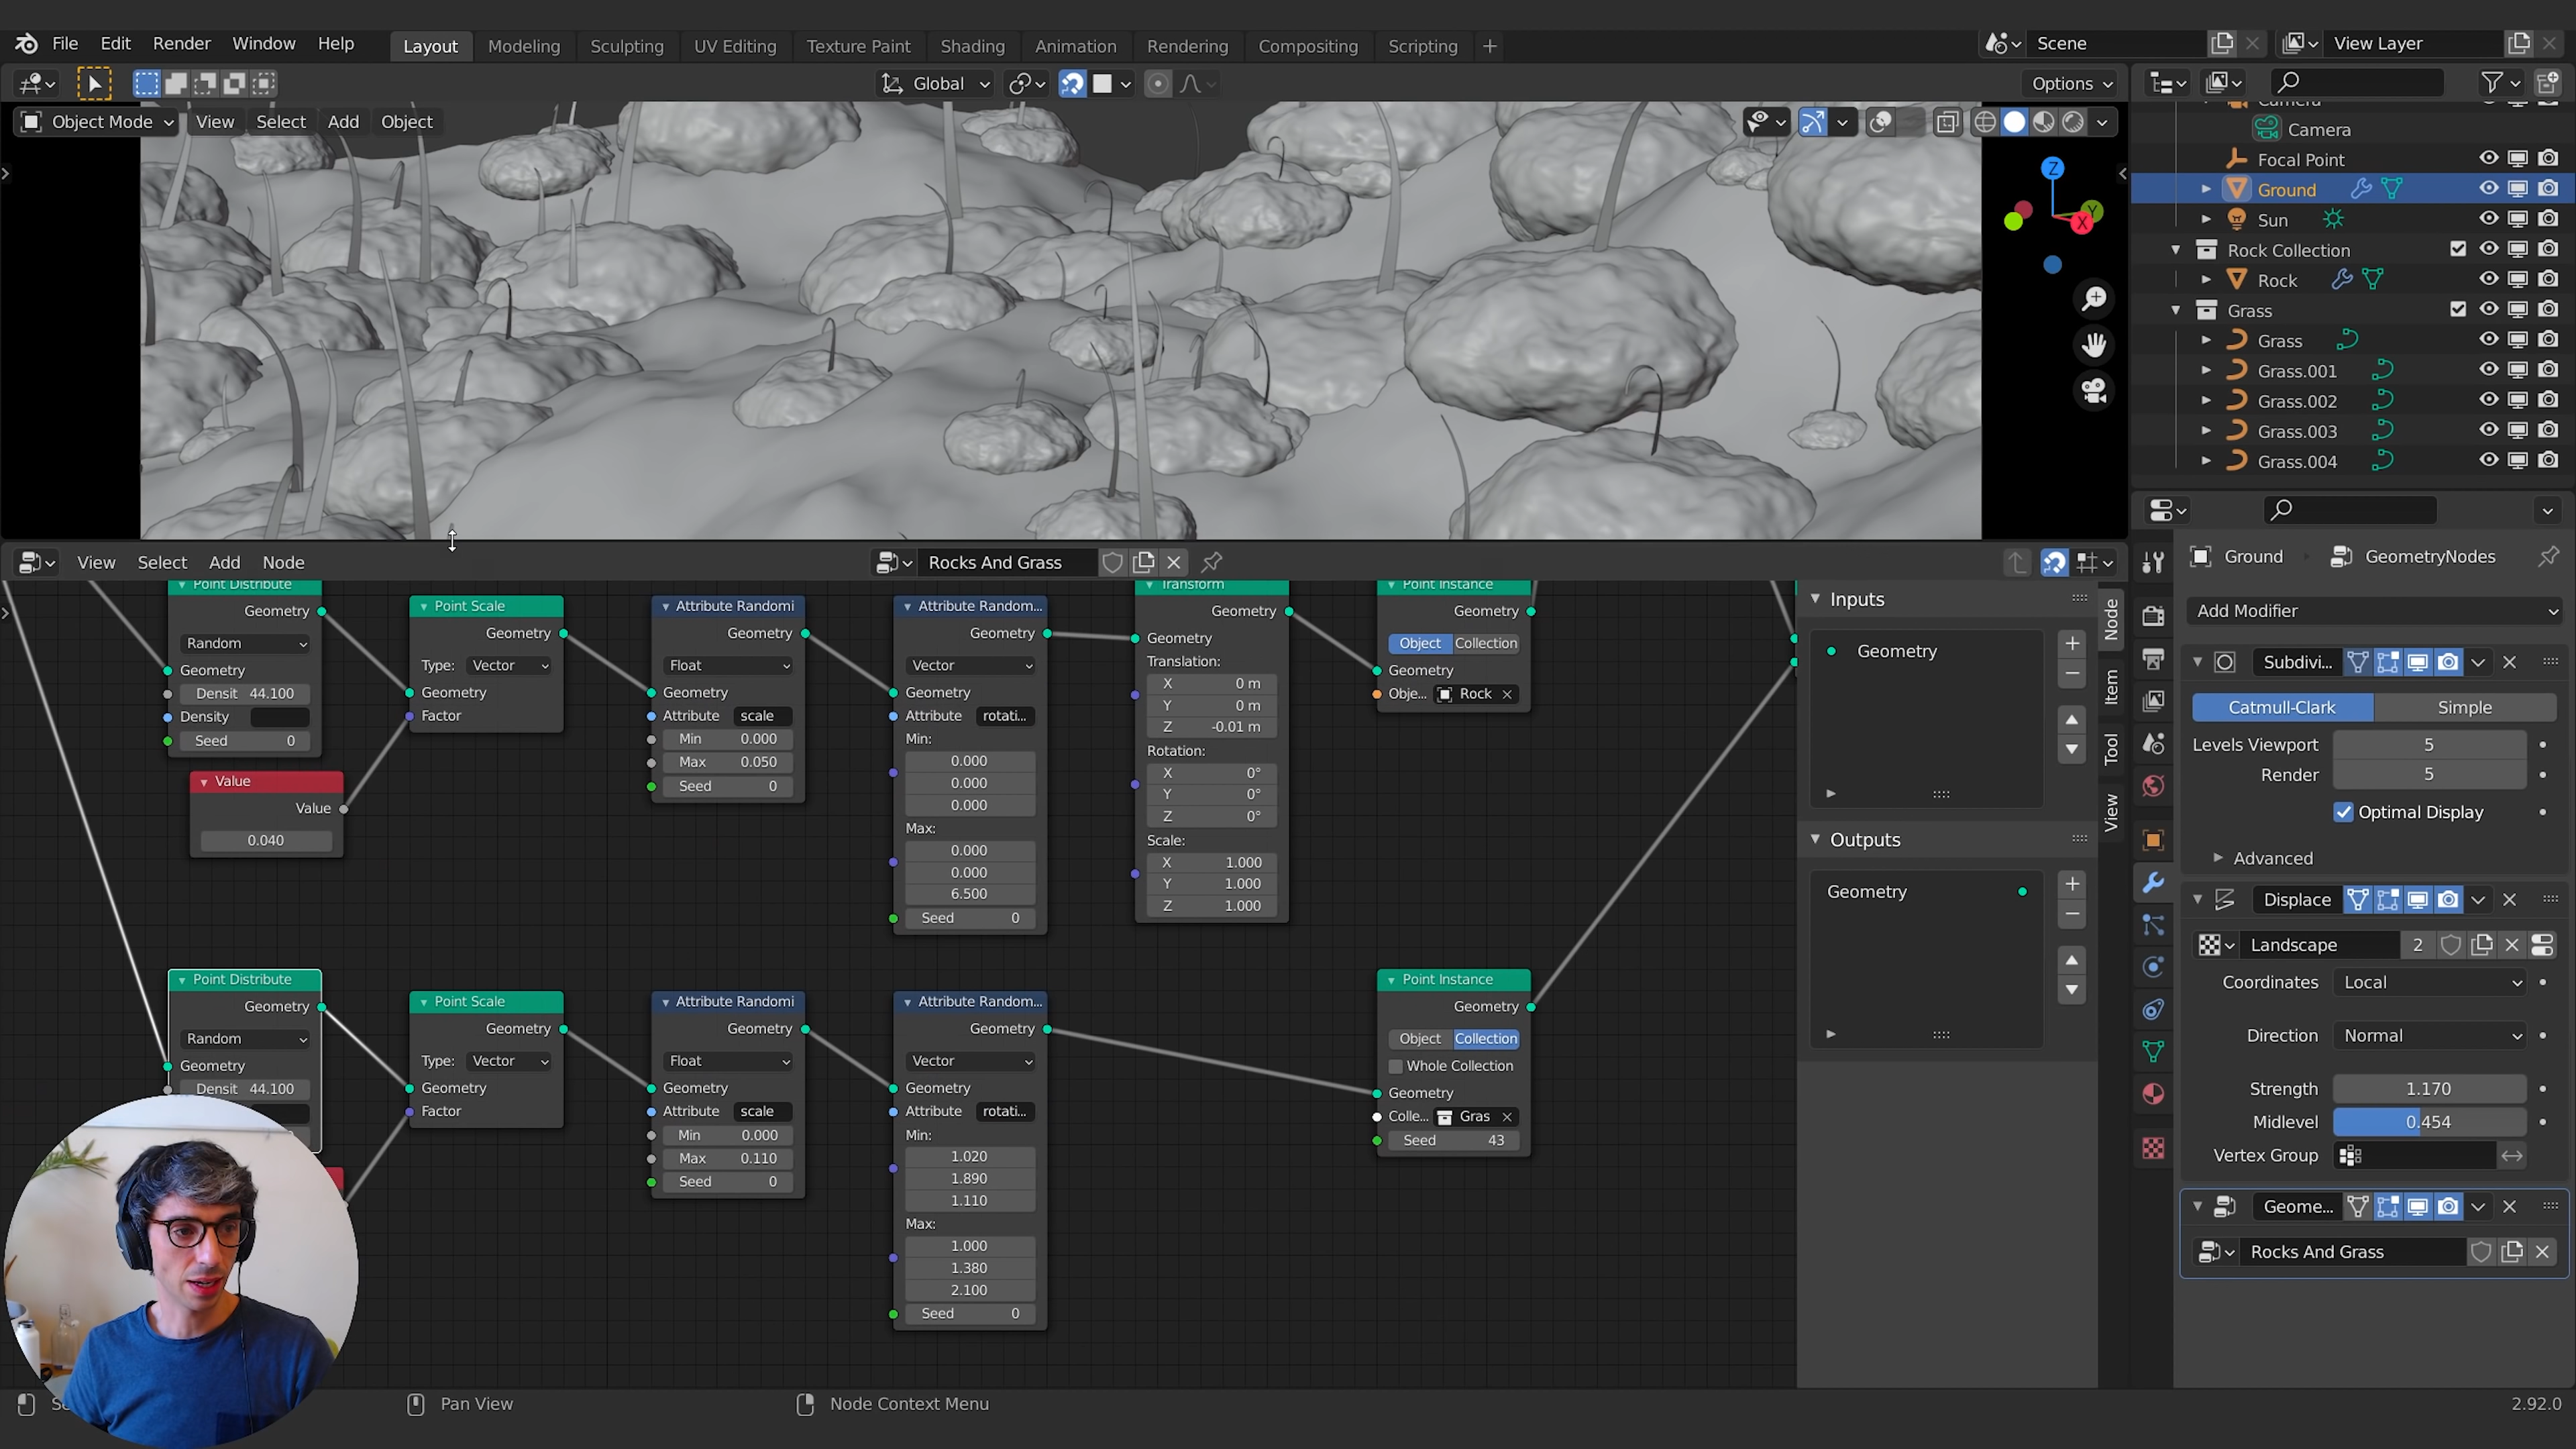 File Edit Render Window Help Layout Modeling Sculpting UV Editing Texture Paint Shading Animation Rendering Compositing Scripting + Scene View Layer
Global Options
Object Mode View Select Add Object
Z
Y
X
Camera
Camera
Focal Point
Ground
Sun
Rock Collection
Rock
Grass
Grass
Grass.001
Grass.002
Grass.003
Grass.004
View Select Add Node Rocks And Grass
Point Distribute
Geometry
Random
Geometry
Densit 44.100
Density
Seed 0
Value
Value
0.040
Point Scale
Geometry
Type: Vector
Geometry
Factor
Attribute Randomi
Geometry
Float
Geometry
Attribute scale
Min 0.000
Max 0.050
Seed 0
Attribute Random...
Geometry
Vector
Geometry
Attribute rotati...
Min:
0.000
0.000
0.000
Max:
0.000
0.000
6.500
Seed 0
Transform
Geometry
Geometry
Translation:
X 0 m
Y 0 m
Z -0.01 m
Rotation:
X 0°
Y 0°
Z 0°
Scale:
X 1.000
Y 1.000
Z 1.000
Point Instance
Geometry
Object Collection
Geometry
Obje... Rock
Point Distribute
Geometry
Random
Geometry
Densit 44.100
Point Scale
Geometry
Type: Vector
Geometry
Factor
Attribute Randomi
Geometry
Float
Geometry
Attribute scale
Min 0.000
Max 0.110
Seed 0
Attribute Random...
Geometry
Vector
Geometry
Attribute rotati...
Min:
1.020
1.890
1.110
Max:
1.000
1.380
2.100
Seed 0
Point Instance
Geometry
Object Collection
Whole Collection
Geometry
Colle... Gras
Seed 43
Inputs
Geometry
Outputs
Geometry
Node
Item
Tool
View
Ground GeometryNodes
Add Modifier
Subdivi...
Catmull-Clark Simple
Levels Viewport 5
Render 5
Optimal Display
Advanced
Displace
Landscape 2
Coordinates Local
Direction Normal
Strength 1.170
Midlevel 0.454
Vertex Group
Geome...
Rocks And Grass
Pan View Node Context Menu 2.92.0